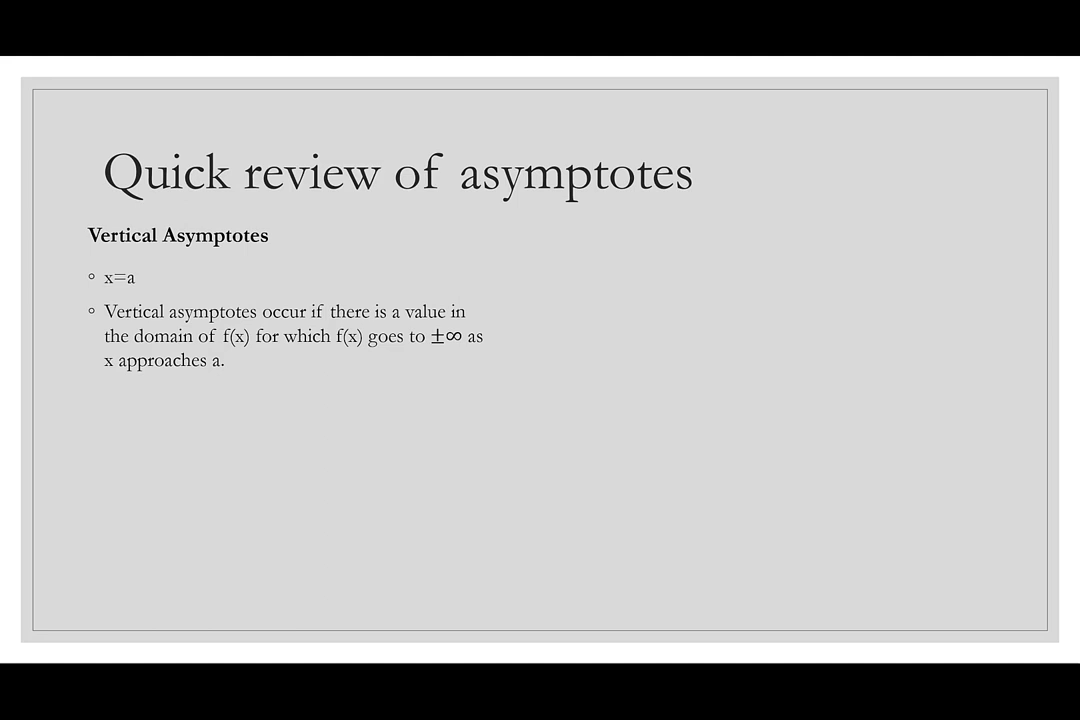 Quick review of asymptotes
Vertical Asymptotes
◦ x=a
◦ Vertical asymptotes occur if there is a value in
the domain of f(x) for which f(x) goes to ±∞ as
x approaches a.